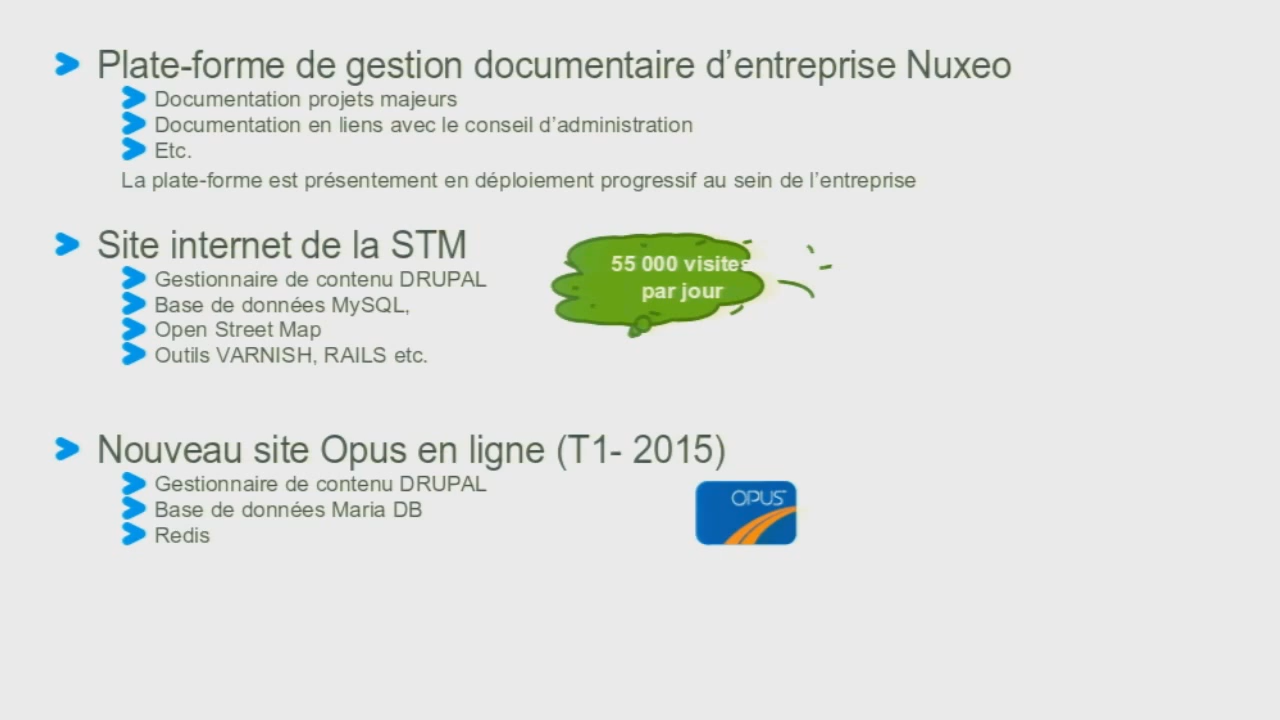 Plate-forme de gestion documentaire d’entreprise Nuxeo
Documentation projets majeurs
Documentation en liens avec le conseil d’administration
Etc.
La plate-forme est présentement en déploiement progressif au sein de l’entreprise
Site internet de la STM
Gestionnaire de contenu DRUPAL
Base de données MySQL,
Open Street Map
Outils VARNISH, RAILS etc.
55 000 visites
par jour
Nouveau site Opus en ligne (T1- 2015)
Gestionnaire de contenu DRUPAL
Base de données Maria DB
Redis
OPUS